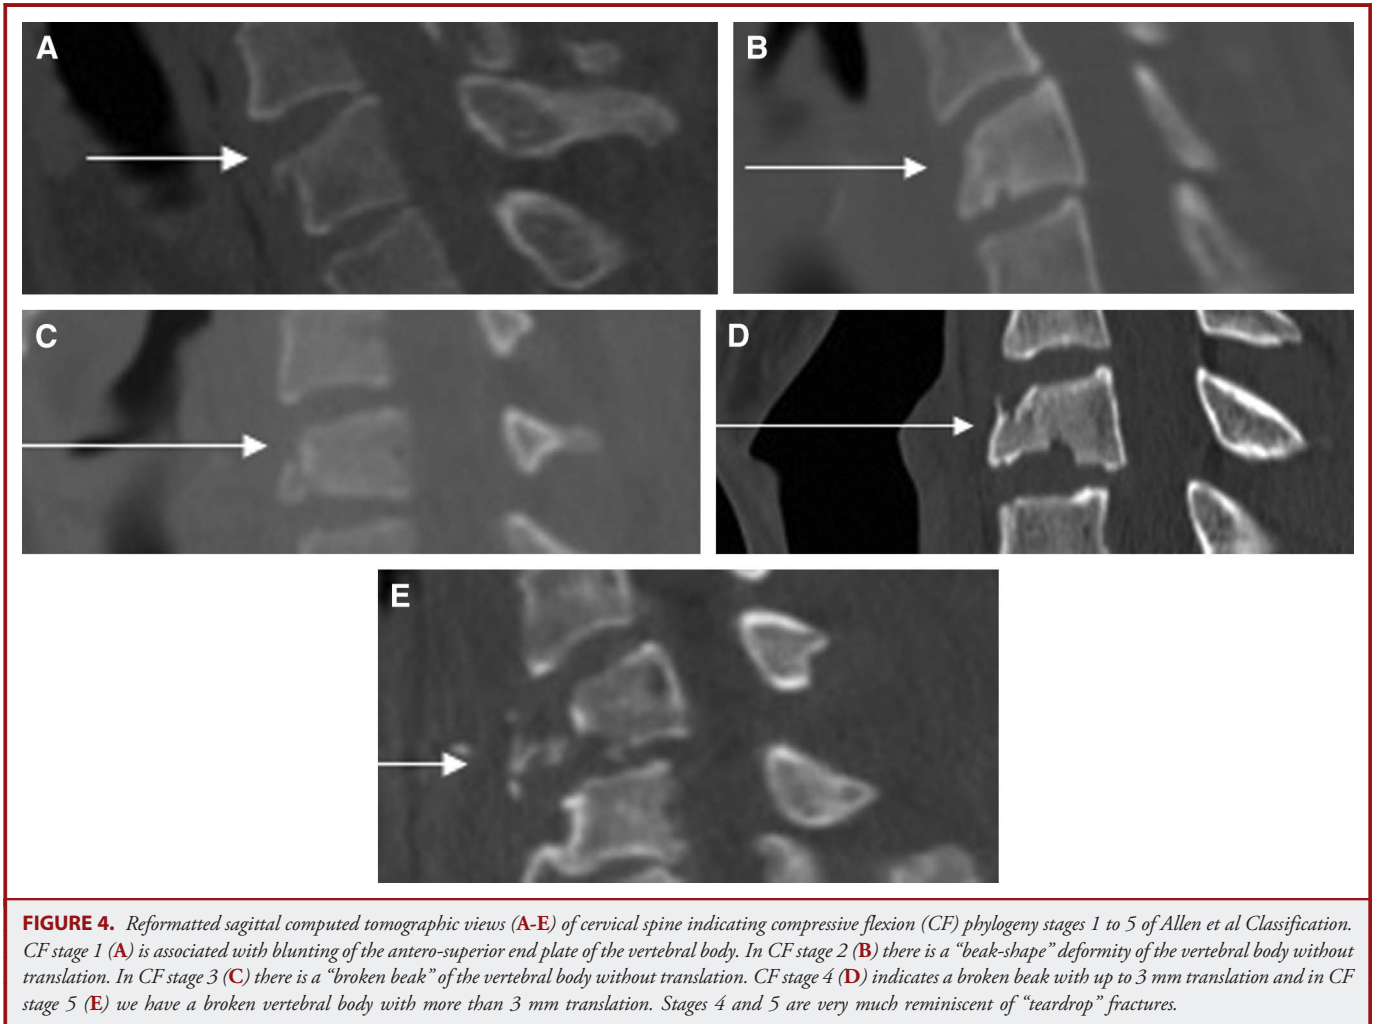 A
B
C
D
E
FIGURE 4. Reformatted sagittal computed tomographic views (A-E) of cervical spine indicating compressive flexion (CF) phylogeny stages 1 to 5 of Allen et al Classification.
CF stage 1 (A) is associated with blunting of the antero-superior end plate of the vertebral body. In CF stage 2 (B) there is a “beak-shape” deformity of the vertebral body without
translation. In CF stage 3 (C) there is a “broken beak” of the vertebral body without translation. CF stage 4 (D) indicates a broken beak with up to 3 mm translation and in CF
stage 5 (E) we have a broken vertebral body with more than 3 mm translation. Stages 4 and 5 are very much reminiscent of “teardrop” fractures.